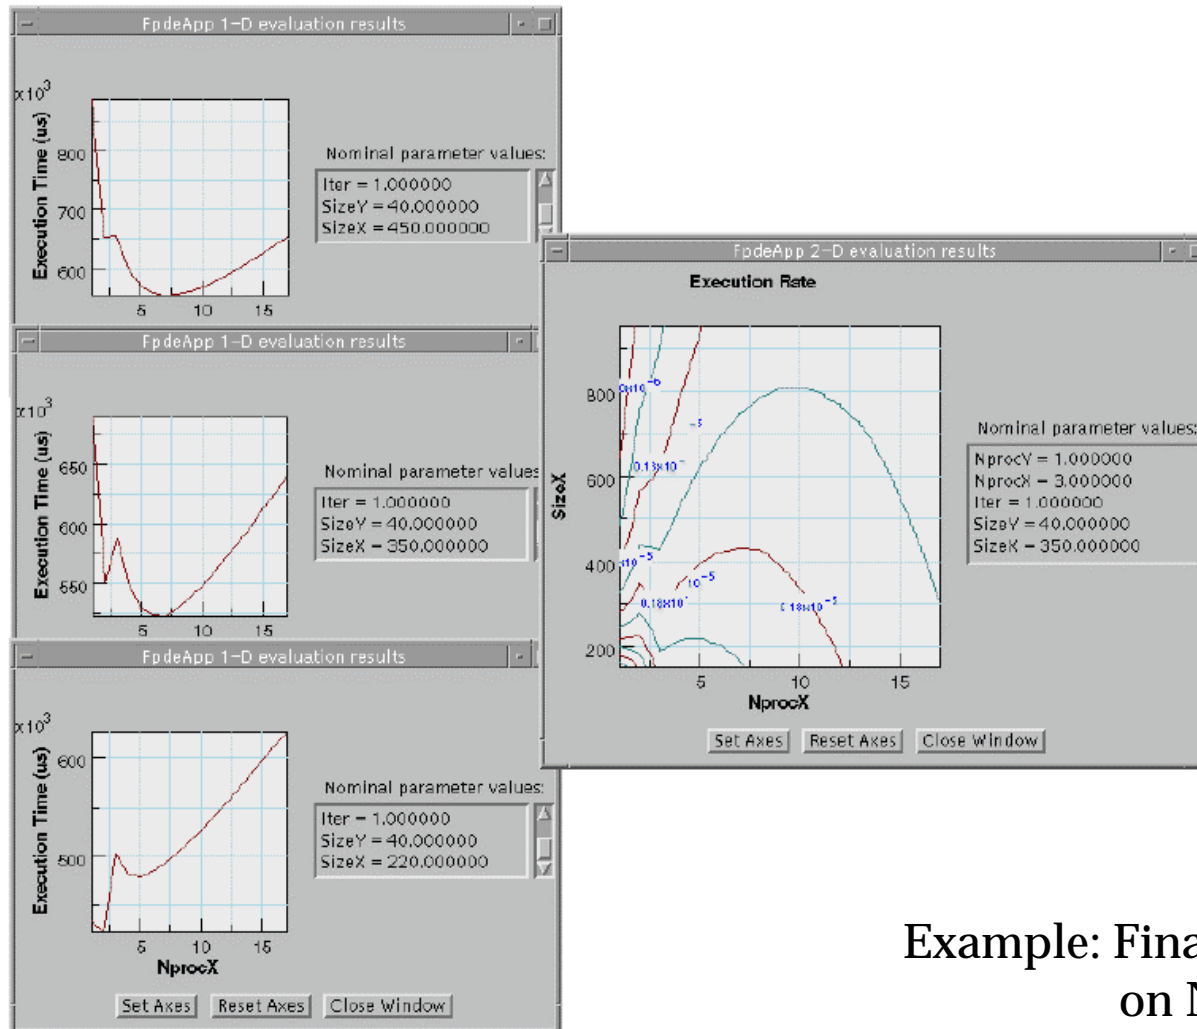 FpdeApp 1-D evaluation results
x10^3
Execution Time (us)
800
700
600
5 10 15
Nominal parameter values:
Iter = 1.000000
SizeY = 40.000000
SizeX = 450.000000
FpdeApp 1-D evaluation results
x10^3
Execution Time (us)
650
600
550
5 10 15
Nominal parameter values
Iter = 1.000000
SizeY = 40.000000
SizeX = 350.000000
FpdeApp 1-D evaluation results
x10^3
Execution Time (us)
600
500
5 10 15
NprocX
Nominal parameter values:
Iter = 1.000000
SizeY = 40.000000
SizeX = 220.000000
Set Axes Reset Axes Close Window
FpdeApp 2-D evaluation results
Execution Rate
SizeX
800
600
400
200
0.18x10^-5
5 10 15
NprocX
Nominal parameter values:
NprocY = 1.000000
NprocX = 3.000000
Iter = 1.000000
SizeY = 40.000000
SizeX = 350.000000
Set Axes Reset Axes Close Window
Example:
on